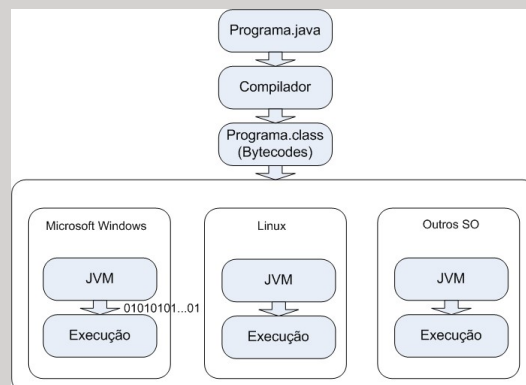 Programa.java
Compilador
Programa.class
(Bytecodes)
Microsoft Windows
JVM
01010101...01
Execução
Linux
JVM
Execução
Outros SO
JVM
Execução